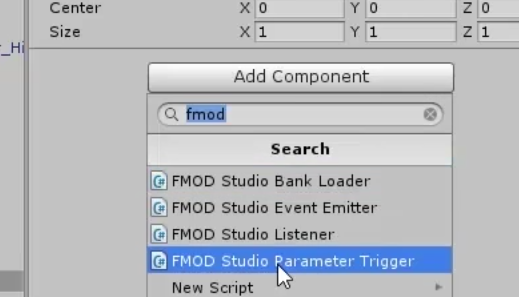 Center X 0 Y 0 Z 0
Size X 1 Y 1 Z 1
r_Hi
Add Component
fmod
Search
FMOD Studio Bank Loader
FMOD Studio Event Emitter
FMOD Studio Listener
FMOD Studio Parameter Trigger
New Script